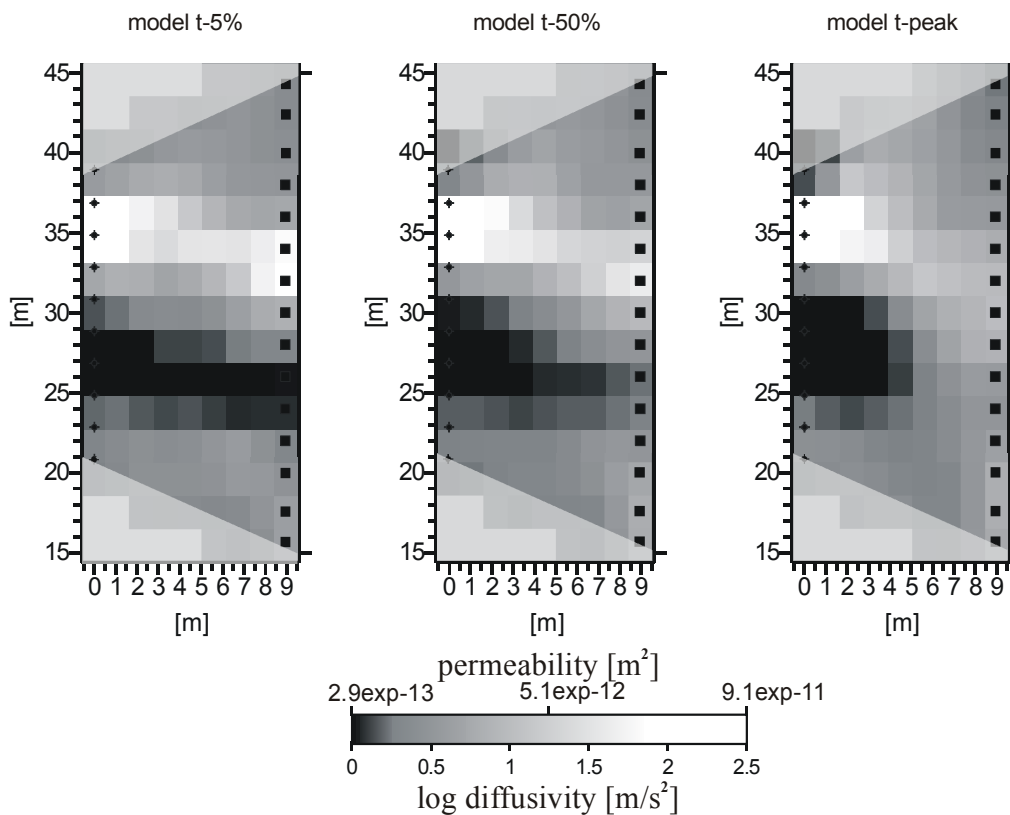 model t-5% model t-50% model t-peak
45 45 45
40 40 40
35 35 35
[m] 30 [m] 30 [m] 30
25 25 25
20 20 20
15 15 15
0 1 2 3 4 5 6 7 8 9 0 1 2 3 4 5 6 7 8 9 0 1 2 3 4 5 6 7 8 9
[m] [m] [m]
permeability [m²]
2.9exp-13 5.1exp-12 9.1exp-11
0 0.5 1 1.5 2 2.5
log diffusivity [m/s²]